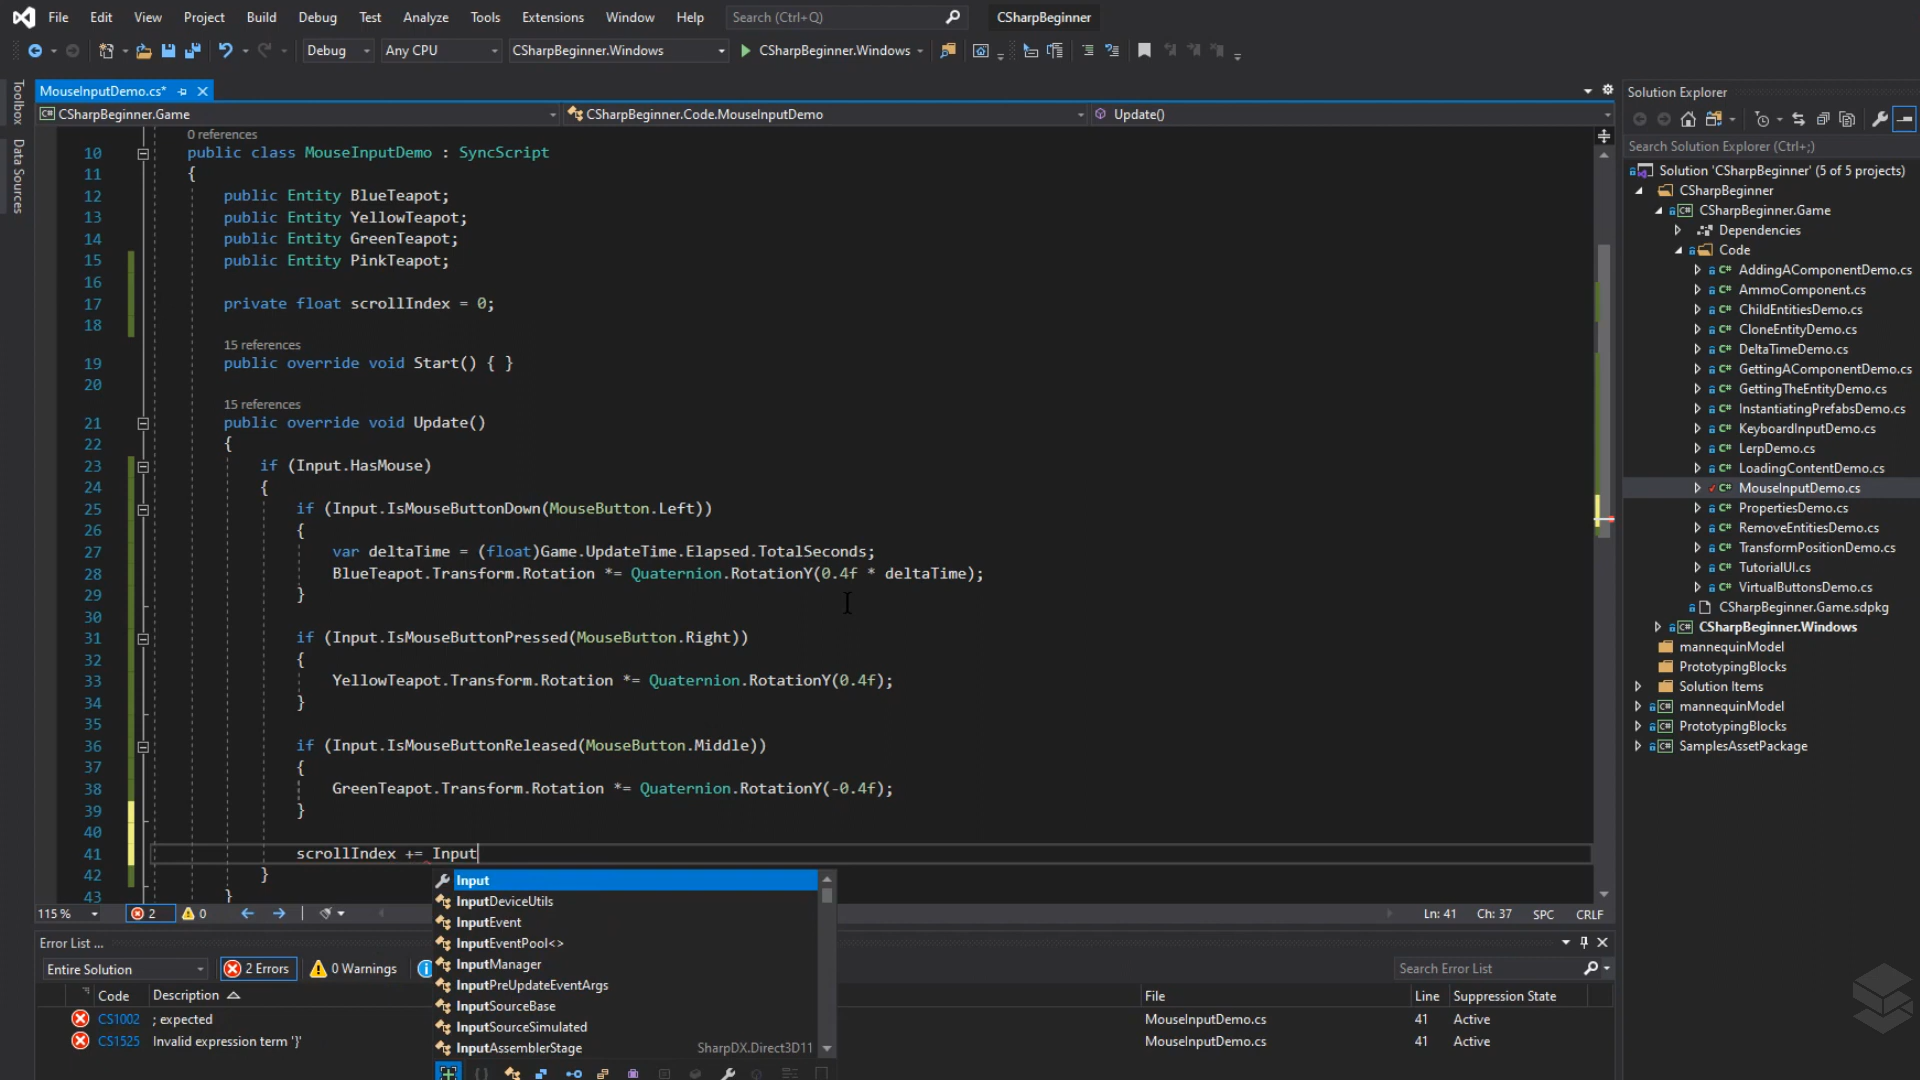 File Edit View Project Build Debug Test Analyze Tools Extensions Window Help Search (Ctrl+Q) CSharpBeginner
Debug Any CPU CSharpBeginner.Windows CSharpBeginner.Windows
Toolbox
Data Sources
MouseInputDemo.cs*
CSharpBeginner.Game CSharpBeginner.Code.MouseInputDemo Update()
0 references
10 public class MouseInputDemo : SyncScript
11 {
12 public Entity BlueTeapot;
13 public Entity YellowTeapot;
14 public Entity GreenTeapot;
15 public Entity PinkTeapot;
16
17 private float scrollIndex = 0;
18
15 references
19 public override void Start() { }
20
15 references
21 public override void Update()
22 {
23 if (Input.HasMouse)
24 {
25 if (Input.IsMouseButtonDown(MouseButton.Left))
26 {
27 var deltaTime = (float)Game.UpdateTime.Elapsed.TotalSeconds;
28 BlueTeapot.Transform.Rotation *= Quaternion.RotationY(0.4f * deltaTime);
29 }
30
31 if (Input.IsMouseButtonPressed(MouseButton.Right))
32 {
33 YellowTeapot.Transform.Rotation *= Quaternion.RotationY(0.4f);
34 }
35
36 if (Input.IsMouseButtonReleased(MouseButton.Middle))
37 {
38 GreenTeapot.Transform.Rotation *= Quaternion.RotationY(-0.4f);
39 }
40
41 scrollIndex += Input
42 }
43 }
Input
InputDeviceUtils
InputEvent
InputEventPool<>
InputManager
InputPreUpdateEventArgs
InputSourceBase
InputSourceSimulated
InputAssemblerStage SharpDX.Direct3D11
115 % 2 0 Ln: 41 Ch: 37 SPC CRLF
Error List ...
Entire Solution 2 Errors 0 Warnings Search Error List
Code Description File Line Suppression State
CS1002 ; expected MouseInputDemo.cs 41 Active
CS1525 Invalid expression term '}' MouseInputDemo.cs 41 Active
Solution Explorer
Search Solution Explorer (Ctrl+;)
Solution 'CSharpBeginner' (5 of 5 projects)
CSharpBeginner
CSharpBeginner.Game
Dependencies
Code
AddingAComponentDemo.cs
AmmoComponent.cs
ChildEntitiesDemo.cs
CloneEntityDemo.cs
DeltaTimeDemo.cs
GettingAComponentDemo.cs
GettingTheEntityDemo.cs
InstantiatingPrefabsDemo.cs
KeyboardInputDemo.cs
LerpDemo.cs
LoadingContentDemo.cs
MouseInputDemo.cs
PropertiesDemo.cs
RemoveEntitiesDemo.cs
TransformPositionDemo.cs
TutorialUI.cs
VirtualButtonsDemo.cs
CSharpBeginner.Game.sdpkg
CSharpBeginner.Windows
mannequinModel
PrototypingBlocks
Solution Items
mannequinModel
PrototypingBlocks
SamplesAssetPackage